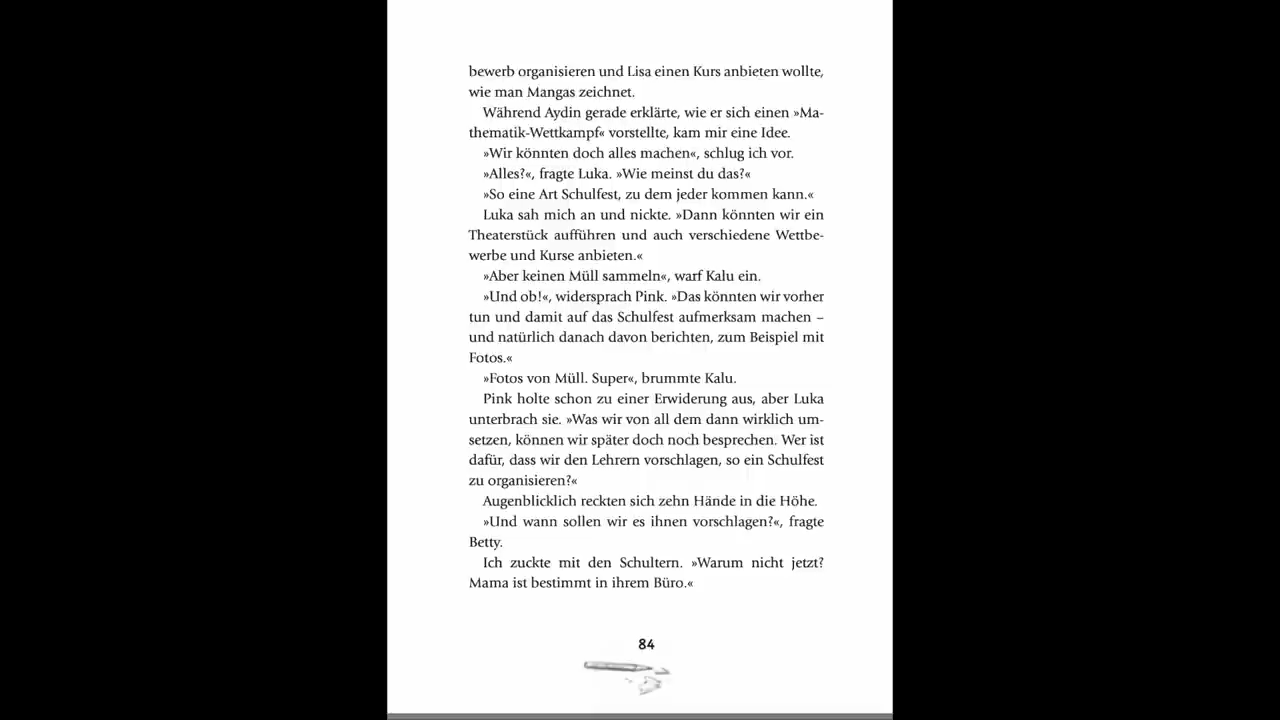 bewerb organisieren und Lisa einen Kurs anbieten wollte,
wie man Mangas zeichnet.
Während Aydin gerade erklärte, wie er sich einen »Ma-
thematik-Wettkampf« vorstellte, kam mir eine Idee.
»Wir könnten doch alles machen«, schlug ich vor.
»Alles?«, fragte Luka. »Wie meinst du das?«
»So eine Art Schulfest, zu dem jeder kommen kann.«
Luka sah mich an und nickte. »Dann könnten wir ein
Theaterstück aufführen und auch verschiedene Wettbe-
werbe und Kurse anbieten.«
»Aber keinen Müll sammeln«, warf Kalu ein.
»Und ob!«, widersprach Pink. »Das könnten wir vorher
tun und damit auf das Schulfest aufmerksam machen –
und natürlich danach davon berichten, zum Beispiel mit
Fotos.«
»Fotos von Müll. Super«, brummte Kalu.
Pink holte schon zu einer Erwiderung aus, aber Luka
unterbrach sie. »Was wir von all dem dann wirklich um-
setzen, können wir später doch noch besprechen. Wer ist
dafür, dass wir den Lehrern vorschlagen, so ein Schulfest
zu organisieren?«
Augenblicklich reckten sich zehn Hände in die Höhe.
»Und wann sollen wir es ihnen vorschlagen?«, fragte
Betty.
Ich zuckte mit den Schultern. »Warum nicht jetzt?
Mama ist bestimmt in ihrem Büro.«
84